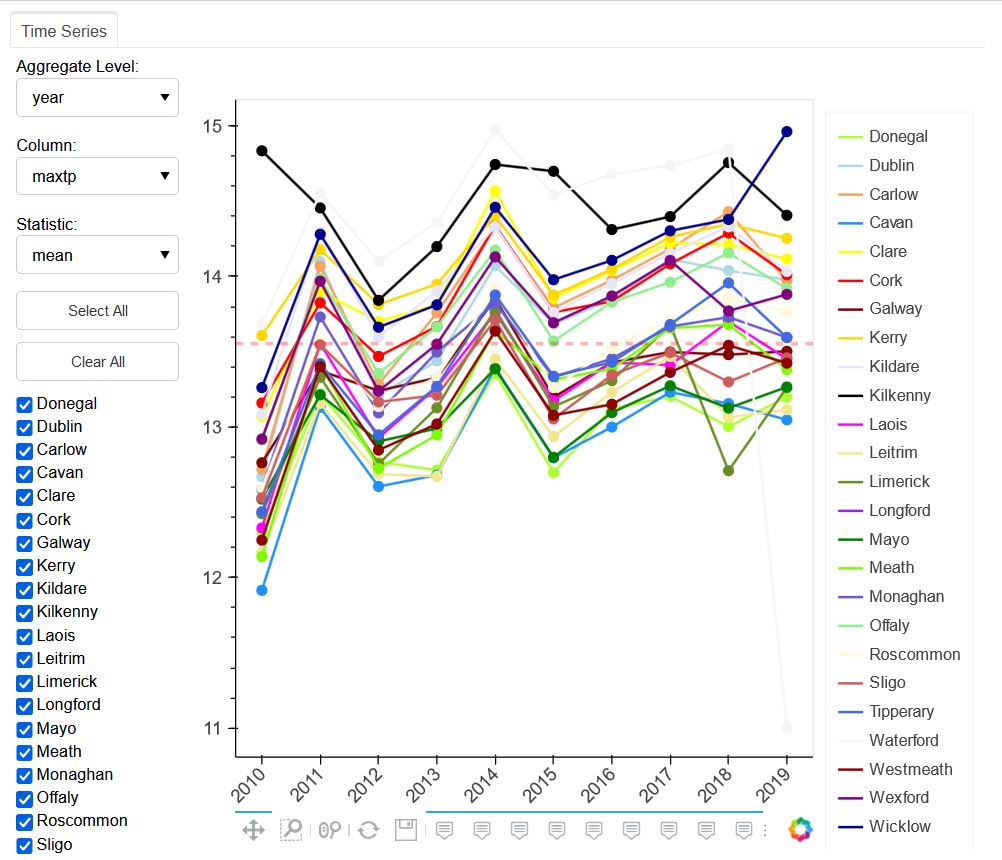 Time Series
Aggregate Level:
year
Column:
maxtp
Statistic:
mean
Select All
Clear All
Donegal
Dublin
Carlow
Cavan
Clare
Cork
Galway
Kerry
Kildare
Kilkenny
Laois
Leitrim
Limerick
Longford
Mayo
Meath
Monaghan
Offaly
Roscommon
Sligo
15
14
13
12
11
2010
2011
2012
2013
2014
2015
2016
2017
2018
2019
Donegal
Dublin
Carlow
Cavan
Clare
Cork
Galway
Kerry
Kildare
Kilkenny
Laois
Leitrim
Limerick
Longford
Mayo
Meath
Monaghan
Offaly
Roscommon
Sligo
Tipperary
Waterford
Westmeath
Wexford
Wicklow